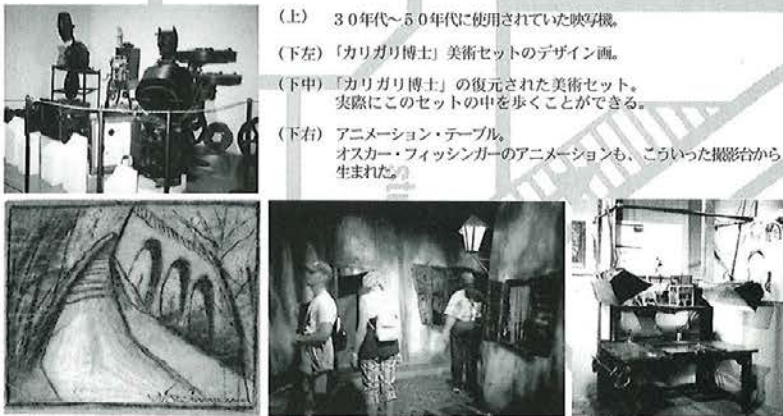 (上) 30年代～50年代に使用されていた映写機。
(下左)「カリガリ博士」美術セットのデザイン画。
(下中)「カリガリ博士」の復元された美術セット。
実際にこのセットの中を歩くことができる。
(下右) アニメーション・テーブル。
オスカー・フィッシンガーのアニメーションも、こういった撮影台から
生まれた。